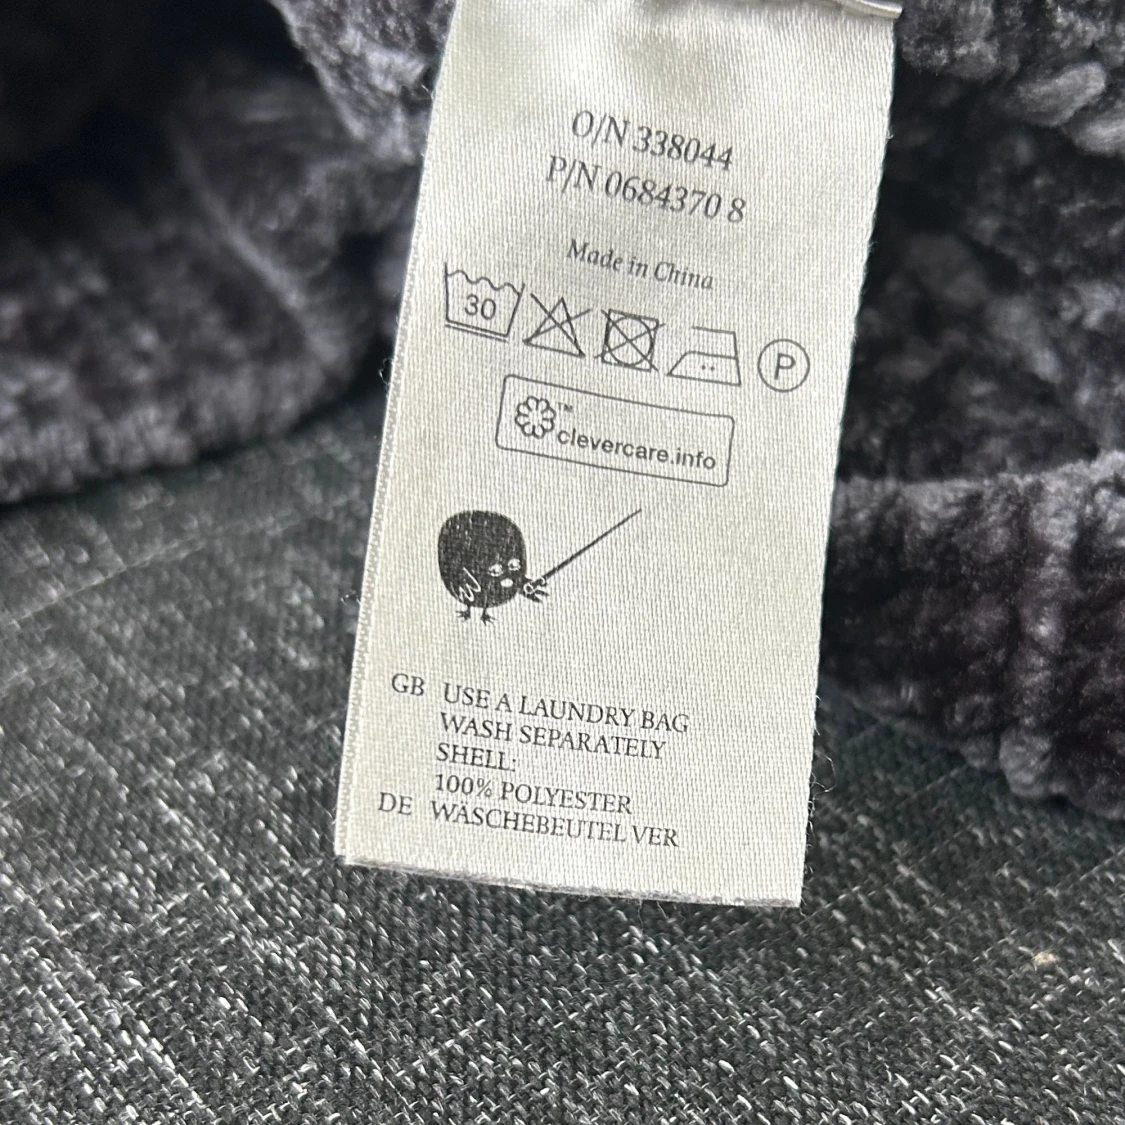 O/N 338044
P/N 0684370 8
Made in China
30
P
™
clevercare.info
GB USE A LAUNDRY BAG
WASH SEPARATELY
SHELL:
100% POLYESTER
DE WÄSCHEBEUTEL VER